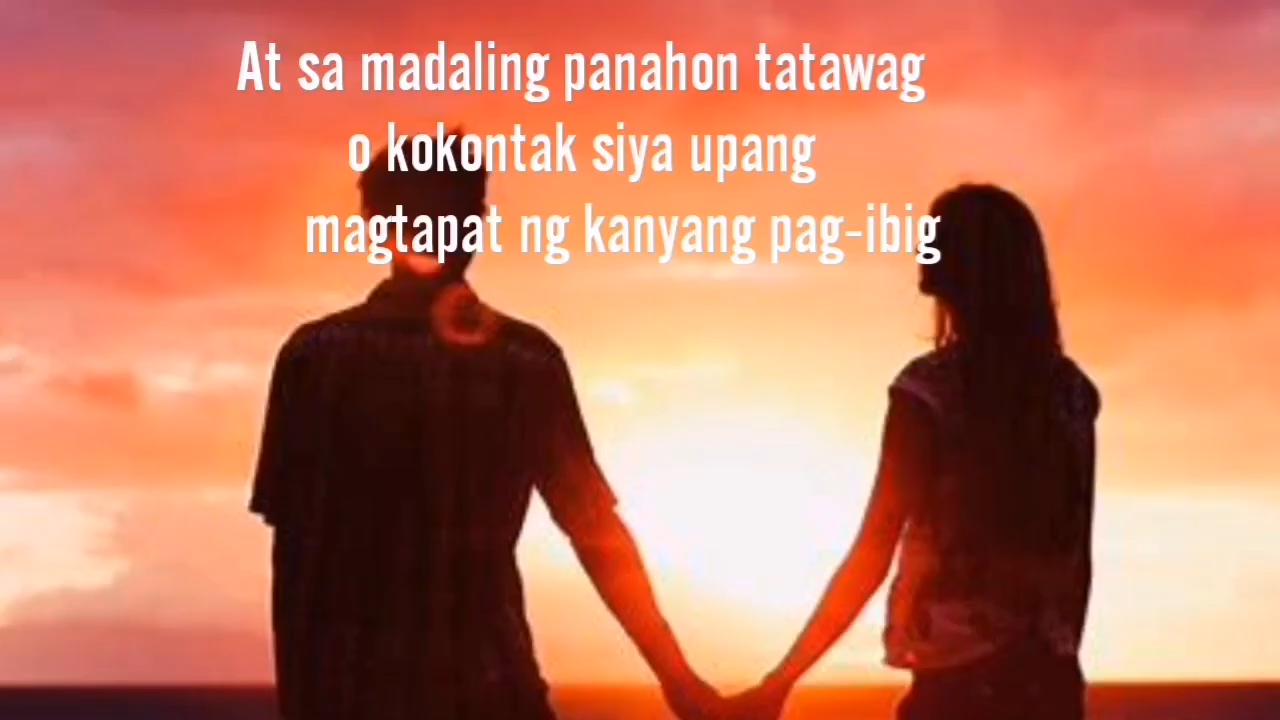 At sa madaling panahon tatawag
o kokontak siya upang
magtapat ng kanyang pag-ibig